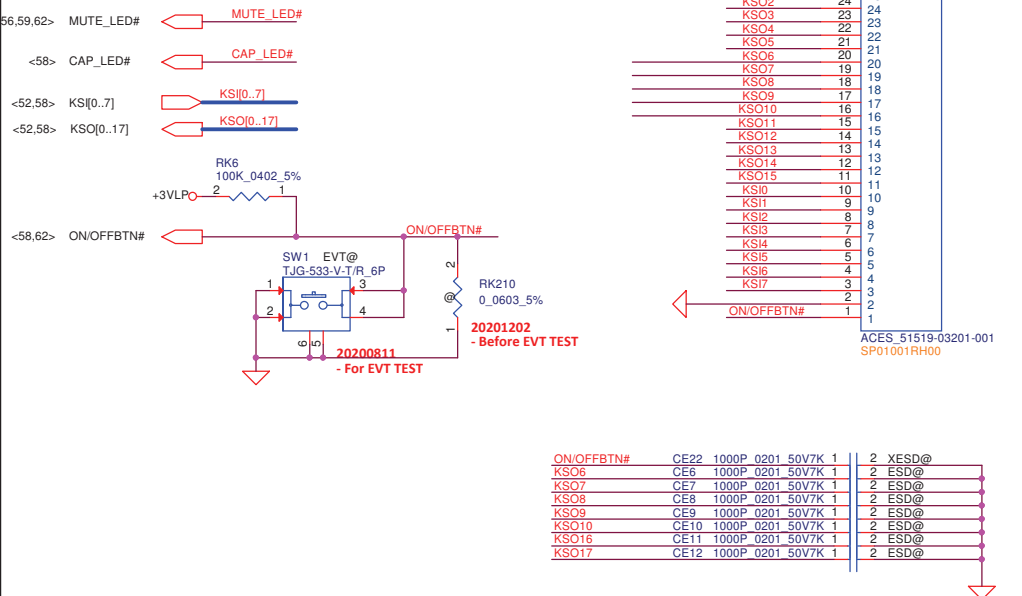 56,59,62> MUTE_LED# MUTE_LED#
<58> CAP_LED# CAP_LED#
<52,58> KSI[0..7] KSI[0..7]
<52,58> KSO[0..17] KSO[0..17]
RK6
100K_0402_5%
+3VLP 2 1
<58,62> ON/OFFBTN# ON/OFFBTN#
SW1 EVT@
TJG-533-V-T/R_6P
1 3
2 4
6 5
2 RK210
@ 0_0603_5%
1
20201202
- Before EVT TEST
20200811
- For EVT TEST
KSO2 24 24
KSO3 23 23
KSO4 22 22
KSO5 21 21
KSO6 20 20
KSO7 19 19
KSO8 18 18
KSO9 17 17
KSO10 16 16
KSO11 15 15
KSO12 14 14
KSO13 13 13
KSO14 12 12
KSO15 11 11
KSI0 10 10
KSI1 9 9
KSI2 8 8
KSI3 7 7
KSI4 6 6
KSI5 5 5
KSI6 4 4
KSI7 3 3
2 2
ON/OFFBTN# 1 1
ACES_51519-03201-001
SP01001RH00
ON/OFFBTN# CE22 1000P_0201_50V7K 1 2 XESD@
KSO6 CE6 1000P_0201_50V7K 1 2 ESD@
KSO7 CE7 1000P_0201_50V7K 1 2 ESD@
KSO8 CE8 1000P_0201_50V7K 1 2 ESD@
KSO9 CE9 1000P_0201_50V7K 1 2 ESD@
KSO10 CE10 1000P_0201_50V7K 1 2 ESD@
KSO16 CE11 1000P_0201_50V7K 1 2 ESD@
KSO17 CE12 1000P_0201_50V7K 1 2 ESD@